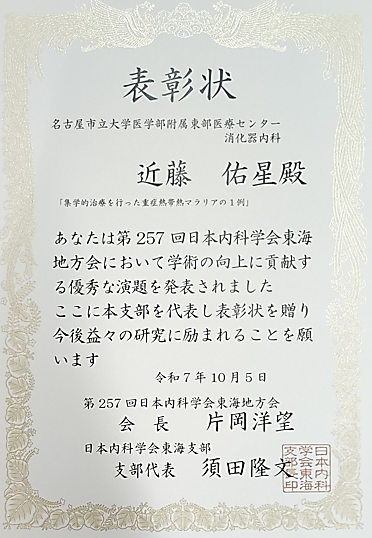 表彰状
名古屋市立大学医学部附属東部医療センター
消化器内科
近藤 佑星殿
「集学的治療を行った重症熱帯熱マラリアの1例」
あなたは第257回日本内科学会東海
地方会において学術の向上に貢献す
る優秀な演題を発表されました
ここに本支部を代表し表彰状を贈り
今後益々の研究に励まれることを願
います
令和7年10月5日
第257回日本内科学会東海地方会
会 長 片岡洋望
日本内科学会東海支部
支部代表 須田隆文
日本内科
学会東海
支部長印